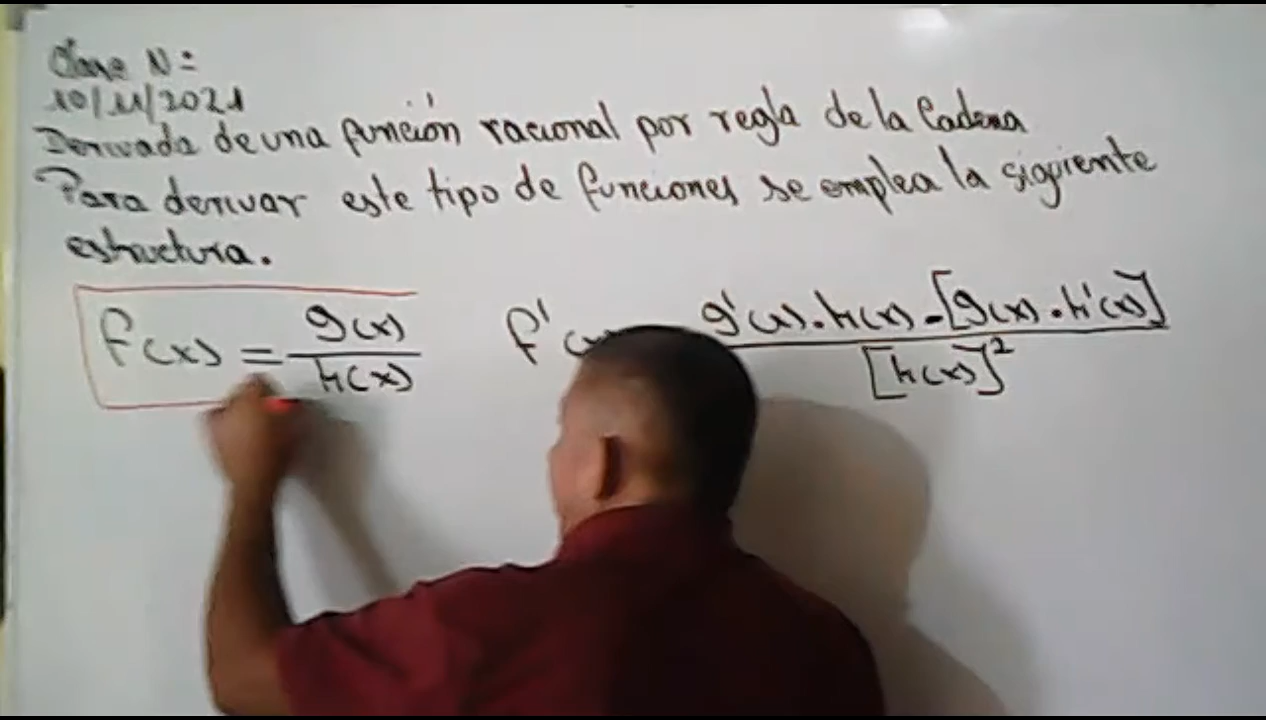 Clase N=
10/11/2021
Derivada de una función racional por regla de la Cadena
Para derivar este tipo de funciones se emplea la siguiente
estructura.
f(x) = g(x)/h(x) f'(x g'(x).h(x) - [g(x).h'(x)]/[h(x)]²